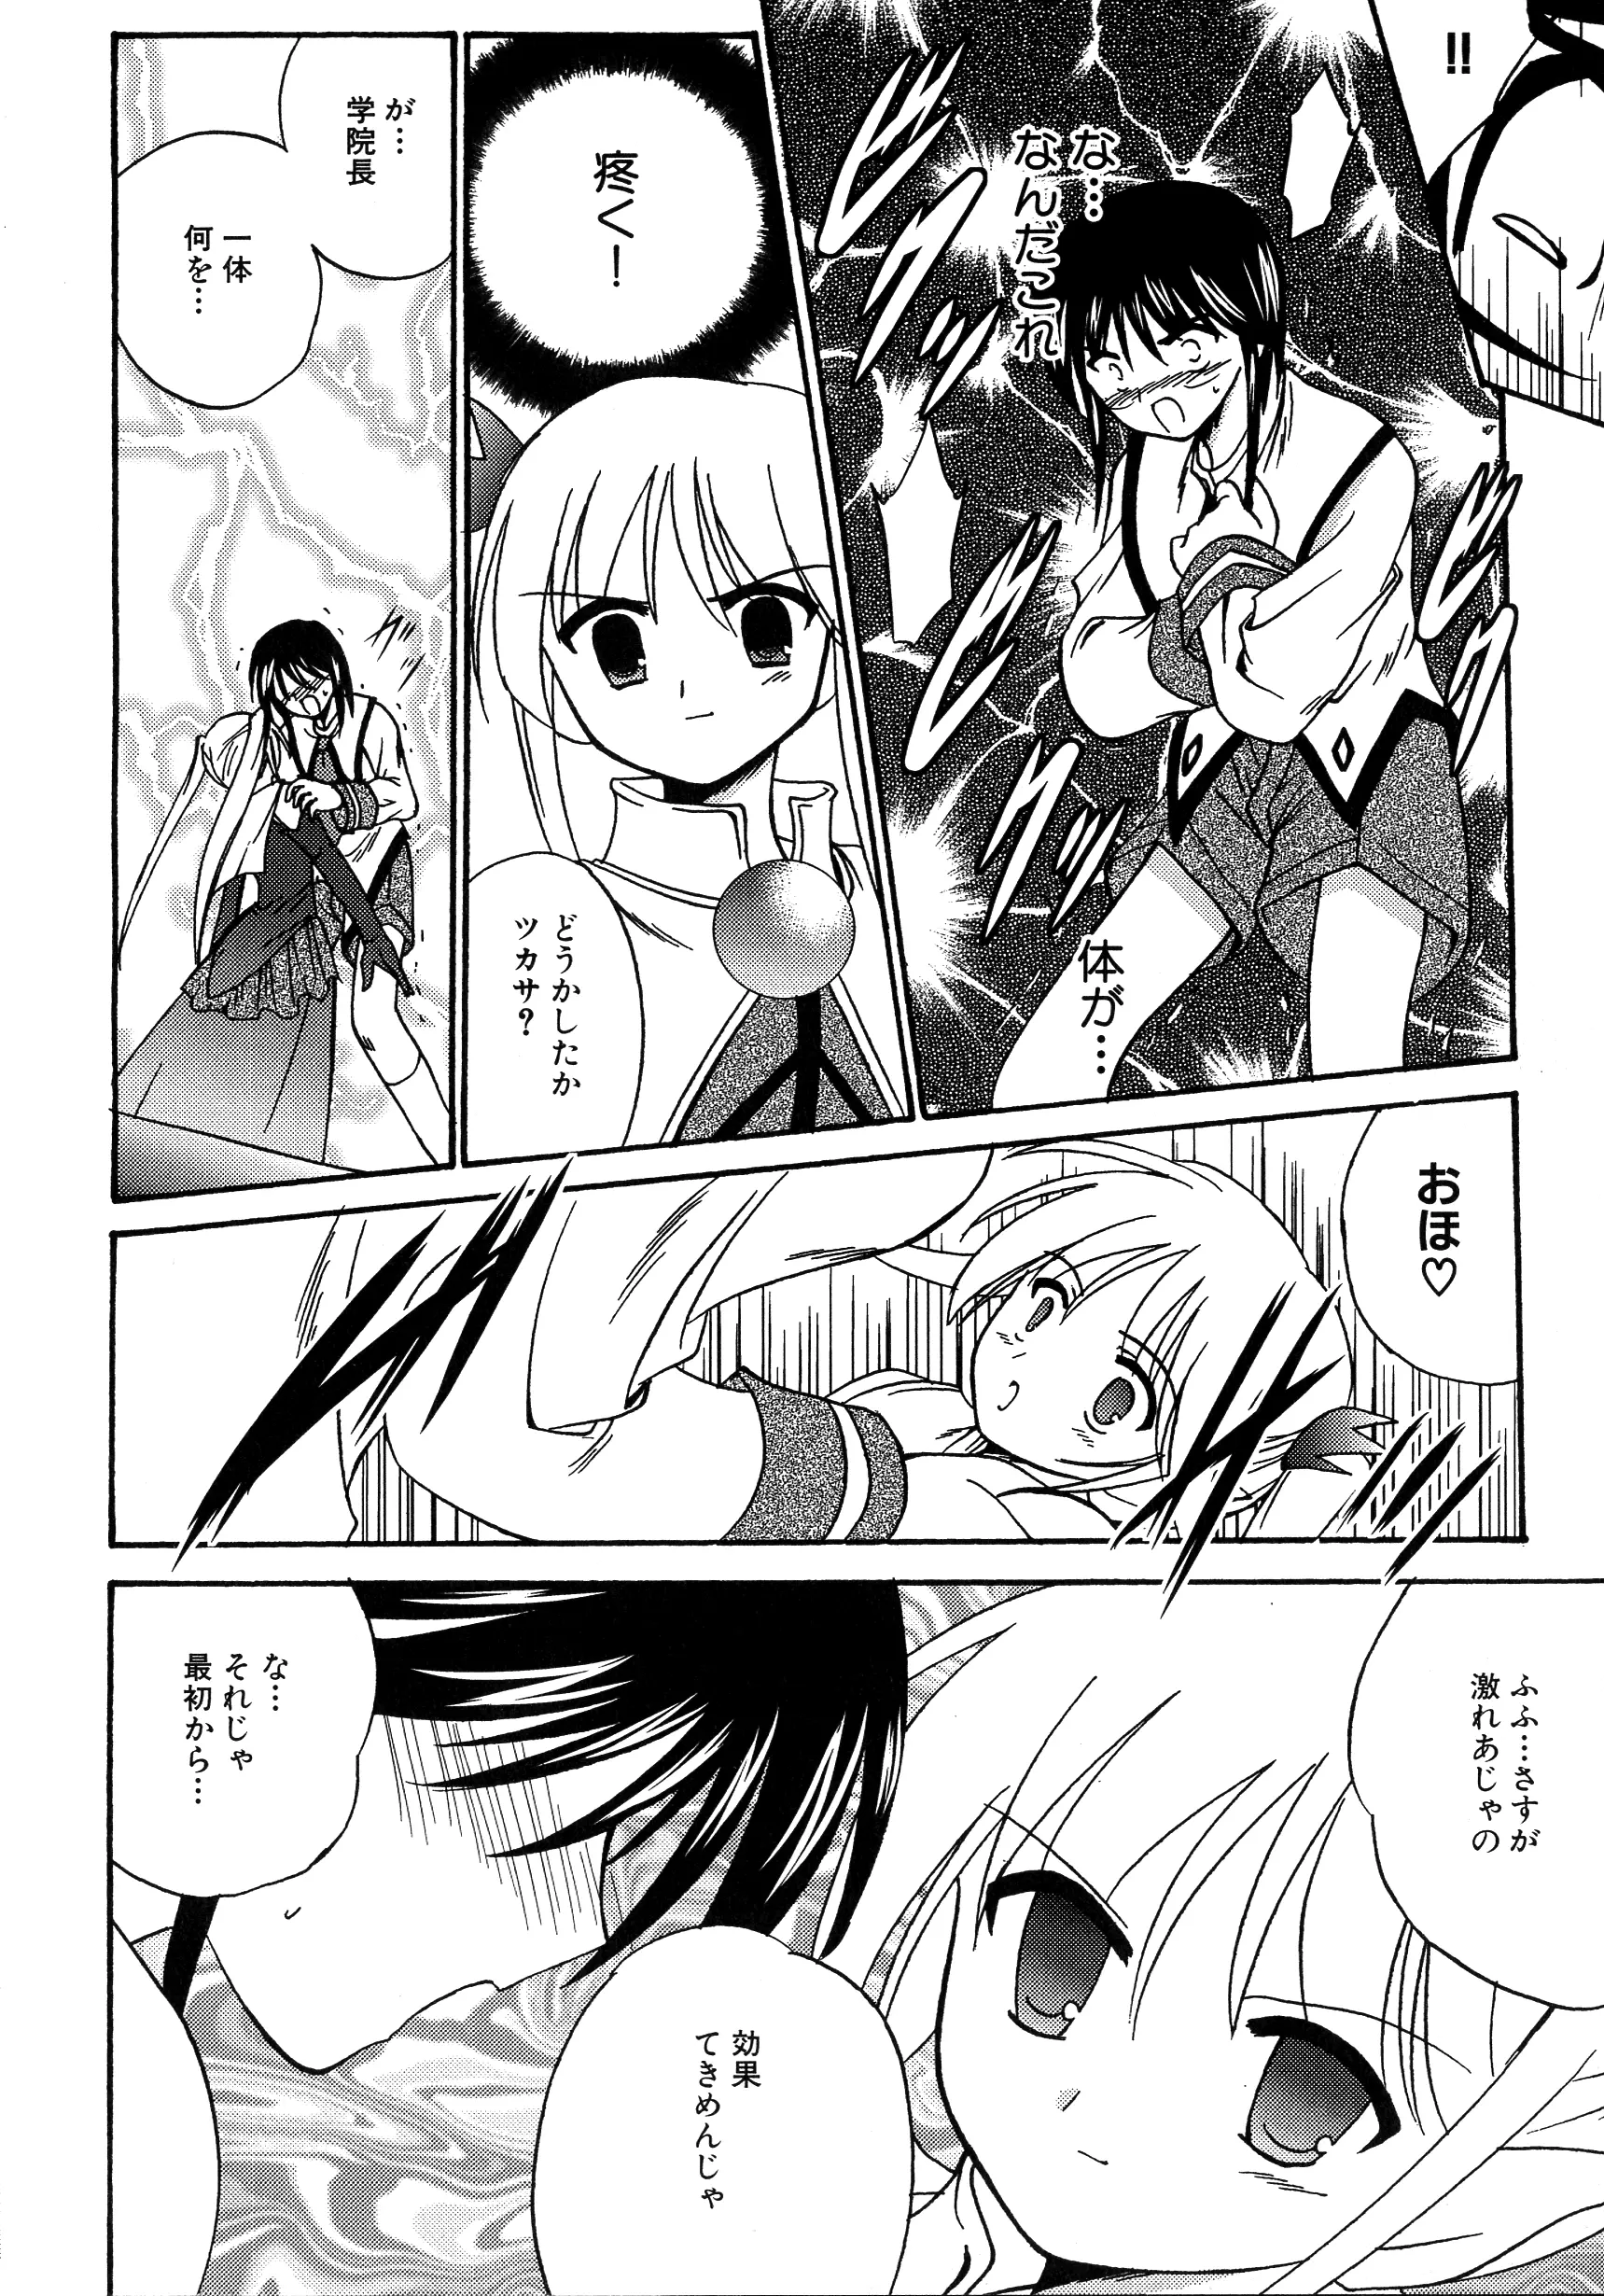 !!
な…
なんだこれ
体が…
疼く！
どうかしたか
ツカサ？
が…
学院長
一体
何を…
おほ♡
ふふ…さすが
激れあじゃの
効果
てきめんじゃ
な…
それじゃ
最初から…